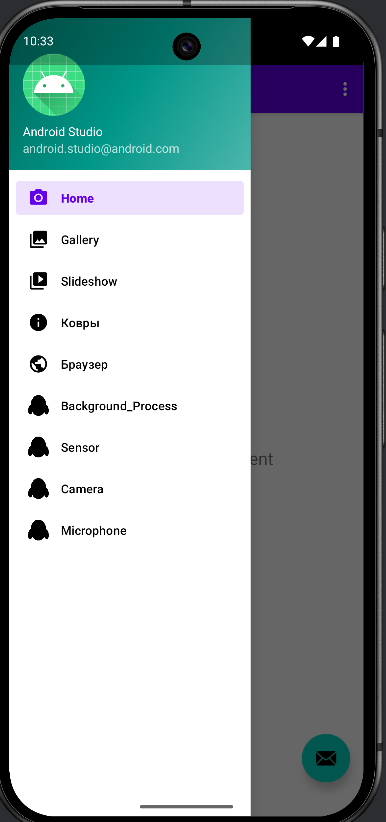 10:33
Android Studio
android.studio@android.com
Home
Gallery
Slideshow
Ковры
Браузер
Background_Process
ent
Sensor
Camera
Microphone